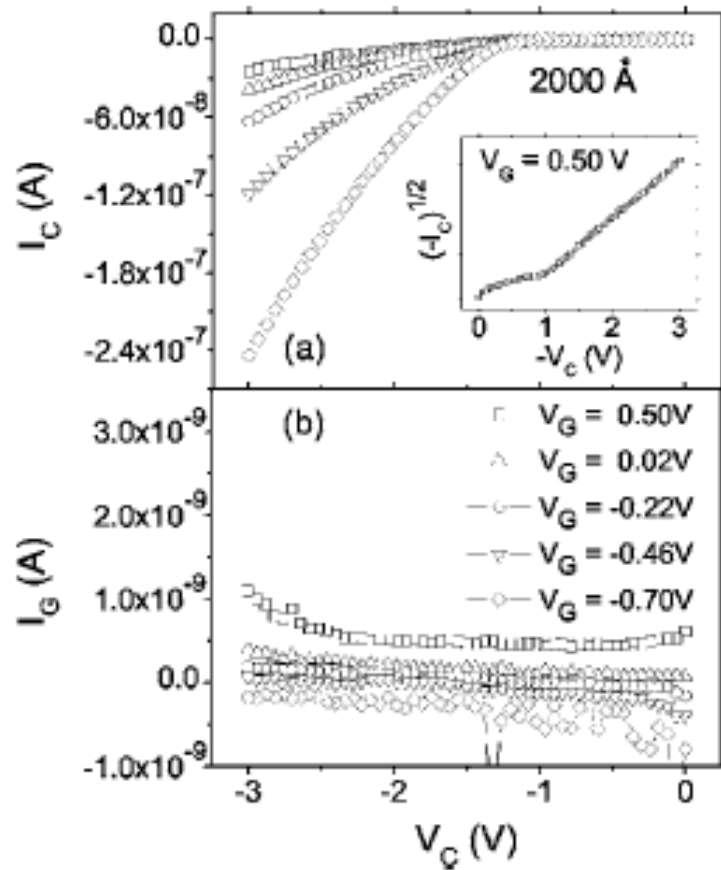 0.0
-6.0x10^-8
-1.2x10^-7
-1.8x10^-7
-2.4x10^-7
I_C (A)
2000 Å
V_G = 0.50 V
(-I_C)^1/2
0 1 2 3
-V_C (V)
(a)
(b)
3.0x10^-9
2.0x10^-9
1.0x10^-9
0.0
-1.0x10^-9
I_G (A)
V_G = 0.50V
V_G = 0.02V
V_G = -0.22V
V_G = -0.46V
V_G = -0.70V
-3 -2 -1 0
V_C (V)